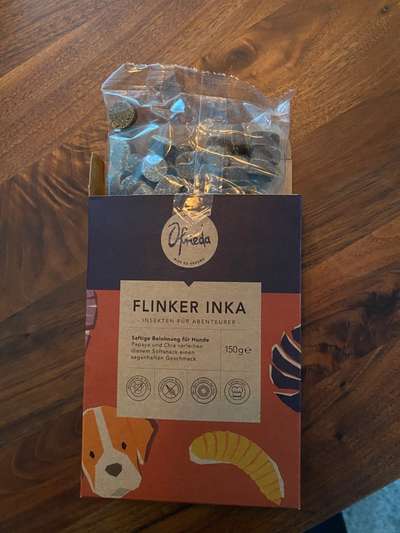 Ofrieda
FLINKER INKA
INSEKTEN FÜR ABENTEURER
Saftige Belohnung für Hunde
Papaya und Chia verleihen
diesem Softsnack einen
sagenhaften Geschmack
150g℮